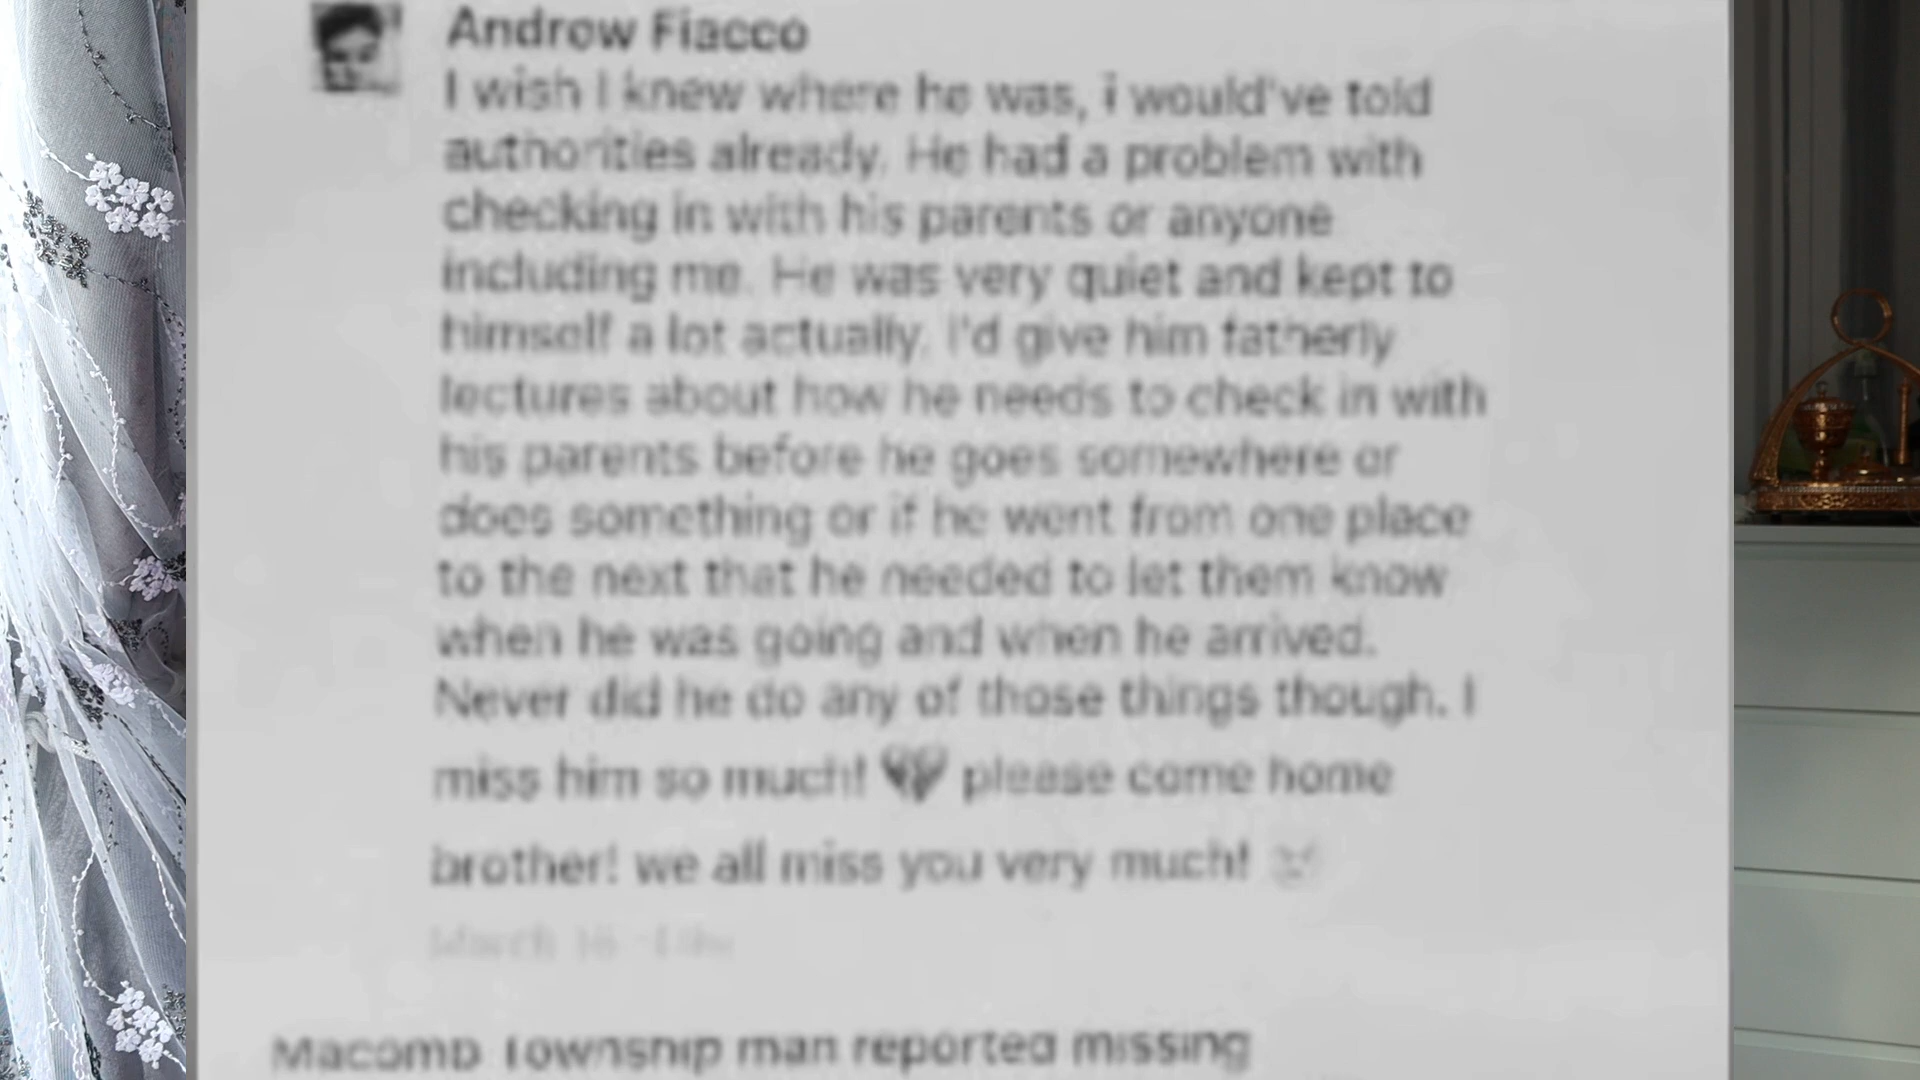 Andrew Fiacco
I wish I knew where he was, i would've told
authorities already. He had a problem with
checking in with his parents or anyone
including me. He was very quiet and kept to
himself a lot actually. I'd give him fatherly
lectures about how he needs to check in with
his parents before he goes somewhere or
does something or if he went from one place
to the next that he needed to let them know
when he was going and when he arrived.
Never did he do any of those things though. I
miss him so much! 💔 please come home
brother! we all miss you very much!
March 16
Macomb Township man reported missing